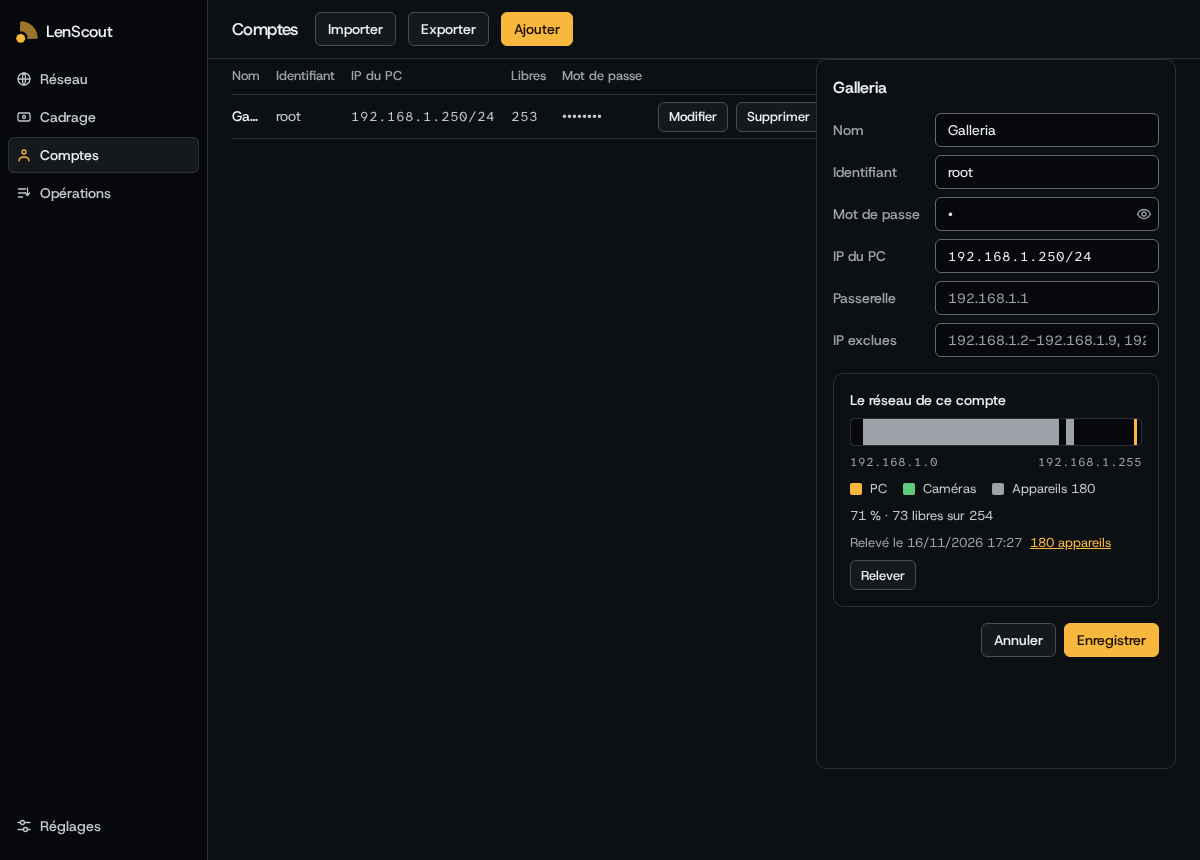 LenScout
Réseau
Cadrage
Comptes
Opérations
Réglages
Comptes Importer Exporter Ajouter
Nom Identifiant IP du PC Libres Mot de passe
Ga... root 192.168.1.250/24 253 •••••••• Modifier Supprimer
Galleria
Nom Galleria
Identifiant root
Mot de passe •
IP du PC 192.168.1.250/24
Passerelle 192.168.1.1
IP exclues 192.168.1.2-192.168.1.9, 192
Le réseau de ce compte
192.168.1.0 192.168.1.255
PC Caméras Appareils 180
71 % · 73 libres sur 254
Relevé le 16/11/2026 17:27 180 appareils
Relever
Annuler Enregistrer